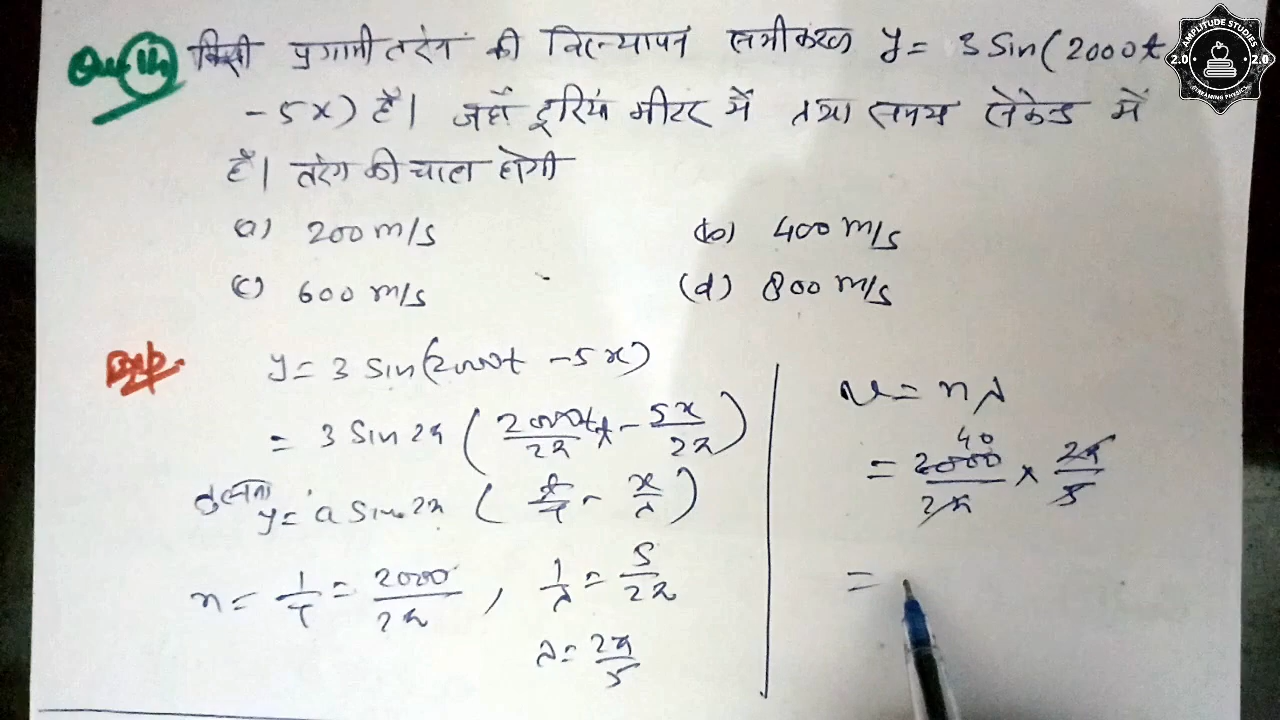 Que (11) किसी प्रगामी तरंग की विस्थापन समीकरण y = 3 Sin(2000t
- 5x) है। जहाँ दूरियाँ मीटर में तथा समय सेकेंड में
है। तरंग की चाल होगी
(a) 200 m/s (b) 400 m/s
(c) 600 m/s (d) 800 m/s
Exp. y = 3 Sin(2000t - 5x)
= 3 Sin 2π ( 2000t/2π - 5x/2π )
तुलना y = a Sin 2π ( t/T - x/λ )
n = 1/T = 2000/2π , 1/λ = 5/2π
λ = 2π/5
v = nλ
40
= 2000/2π × 2π/5
=
AMPLITUDE STUDIES
2.0 2.0